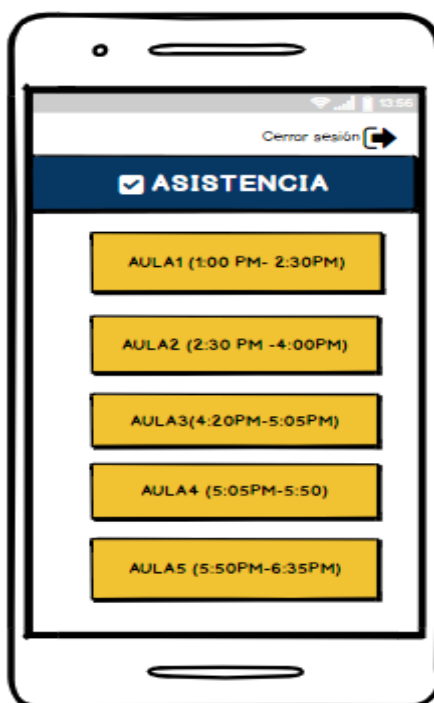 13:56
Cerrar sesión
ASISTENCIA
AULA1 (1:00 PM- 2:30PM)
AULA2 (2:30 PM -4:00PM)
AULA3(4:20PM-5:05PM)
AULA4 (5:05PM-5:50)
AULA5 (5:50PM-6:35PM)